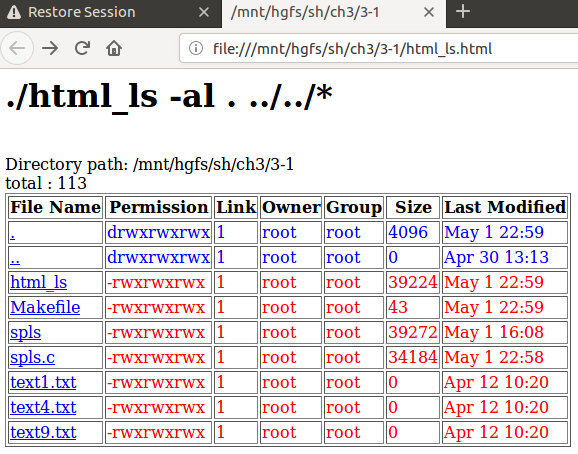 Restore Session
/mnt/hgfs/sh/ch3/3-1
file:///mnt/hgfs/sh/ch3/3-1/html_ls.html
./html_ls -al . ../../*
Directory path: /mnt/hgfs/sh/ch3/3-1
total : 113
File Name Permission Link Owner Group Size Last Modified
. drwxrwxrwx 1 root root 4096 May 1 22:59
.. drwxrwxrwx 1 root root 0 Apr 30 13:13
html_ls -rwxrwxrwx 1 root root 39224 May 1 22:59
Makefile -rwxrwxrwx 1 root root 43 May 1 22:59
spls -rwxrwxrwx 1 root root 39272 May 1 16:08
spls.c -rwxrwxrwx 1 root root 34184 May 1 22:58
text1.txt -rwxrwxrwx 1 root root 0 Apr 12 10:20
text4.txt -rwxrwxrwx 1 root root 0 Apr 12 10:20
text9.txt -rwxrwxrwx 1 root root 0 Apr 12 10:20